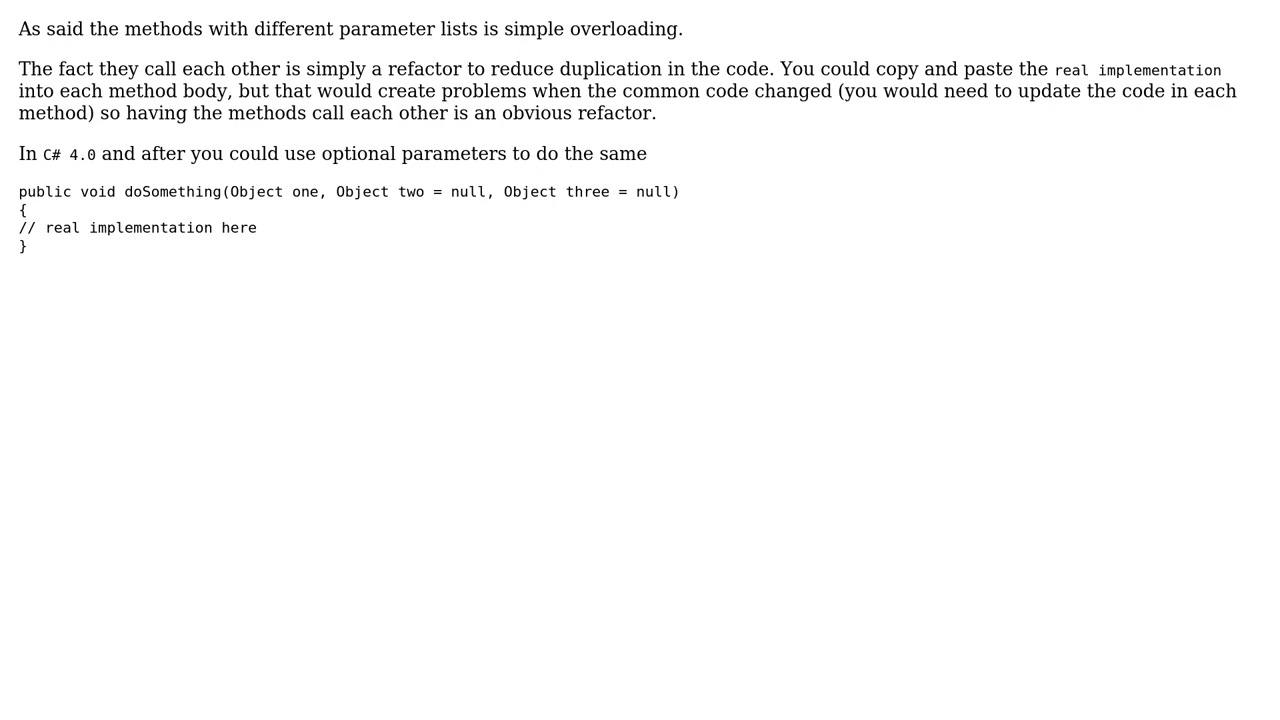 As said the methods with different parameter lists is simple overloading.
The fact they call each other is simply a refactor to reduce duplication in the code. You could copy and paste the real implementation
into each method body, but that would create problems when the common code changed (you would need to update the code in each
method) so having the methods call each other is an obvious refactor.
In C# 4.0 and after you could use optional parameters to do the same
public void doSomething(Object one, Object two = null, Object three = null)
{
// real implementation here
}